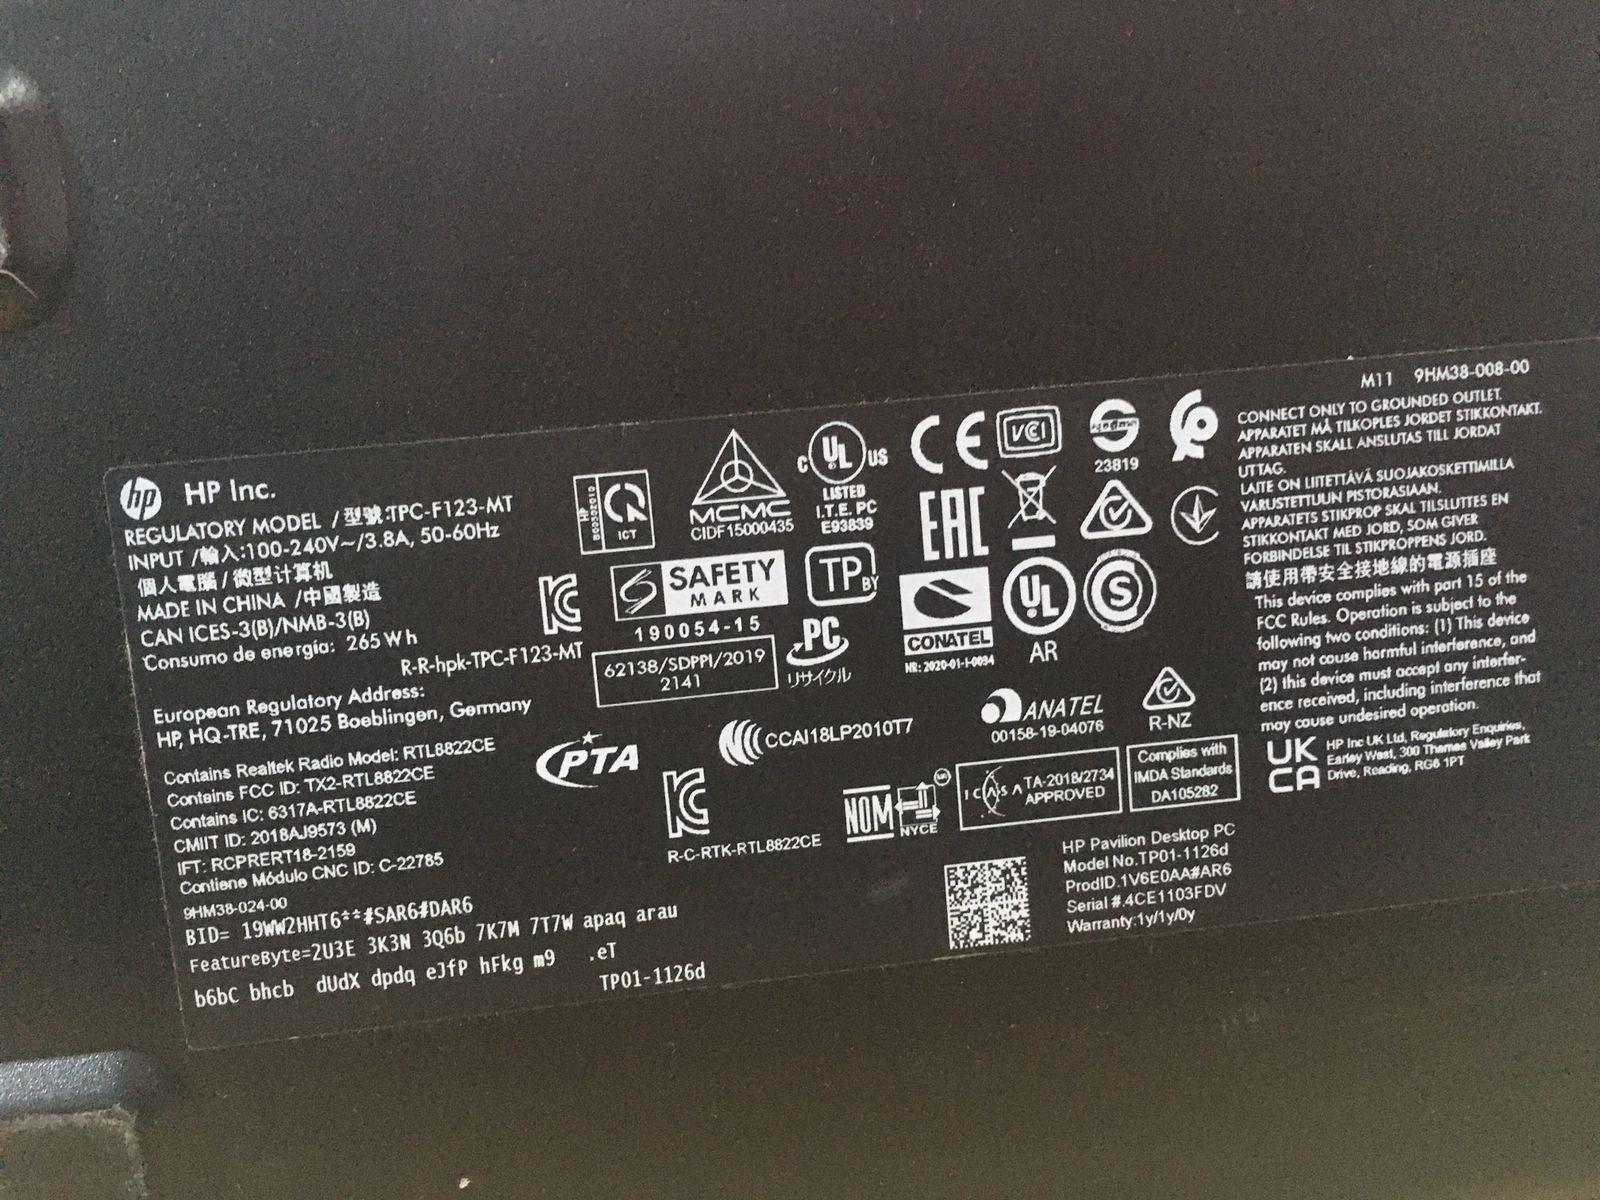 M11 9HM38-008-00
hp HP Inc.
REGULATORY MODEL /型號:TPC-F123-MT
INPUT /輸入:100-240V~/3.8A, 50-60Hz
個人電腦/微型计算机
MADE IN CHINA /中國製造
CAN ICES-3(B)/NMB-3(B)
Consumo de energía: 265 Wh
R-R-hpk-TPC-F123-MT
European Regulatory Address:
HP, HQ-TRE, 71025 Boeblingen, Germany
Contains Realtek Radio Model: RTL8822CE
Contains FCC ID: TX2-RTL8822CE
Contains IC: 6317A-RTL8822CE
CMIIT ID: 2018AJ9573 (M)
IFT: RCPRERT18-2159
Contiene Módulo CNC ID: C-22785
9HM38-024-00
BID= 19WW2HHT6**#SAR6#DAR6
FeatureByte=2U3E 3K3N 3Q6b 7K7M 7T7W apaq arau
b6bC bhcb dUdX dpdq eJfP hFkg m9 .eT
TP01-1126d
HP
B00502010
ICT
MCMC
CIDF15000435
C UL US
LISTED
I.T.E. PC
E93839
CE
VCI
23819
SAFETY
MARK
190054-15
TP BY
EAC
62138/SDPPI/2019
2141
PC
リサイクル
CONATEL
NR: 2020-01-I-0034
UL
AR
S
PTA
CCAI18LP2010T7
ANATEL
00158-19-04076
R-NZ
R-C-RTK-RTL8822CE
NOM
NYCE
ICASA TA-2018/2734
APPROVED
Complies with
IMDA Standards
DA105282
HP Pavilion Desktop PC
Model No.TP01-1126d
ProdID.1V6E0AA#AR6
Serial #.4CE1103FDV
Warranty:1y/1y/0y
CONNECT ONLY TO GROUNDED OUTLET.
APPARATET MÅ TILKOPLES JORDET STIKKONTAKT.
APPARATEN SKALL ANSLUTAS TILL JORDAT
UTTAG.
LAITE ON LIITETTÄVÄ SUOJAKOSKETTIMILLA
VARUSTETTUUN PISTORASIAAN.
APPARATETS STIKPROP SKAL TILSLUTTES EN
STIKKONTAKT MED JORD, SOM GIVER
FORBINDELSE TIL STIKPROPPENS JORD.
請使用帶安全接地線的電源插座
This device complies with part 15 of the
FCC Rules. Operation is subject to the
following two conditions: (1) This device
may not cause harmful interference, and
(2) this device must accept any interfer-
ence received, including interference that
may cause undesired operation.
UK
CA
HP Inc UK Ltd, Regulatory Enquiries,
Earley West, 300 Thames Valley Park
Drive, Reading, RG6 1PT